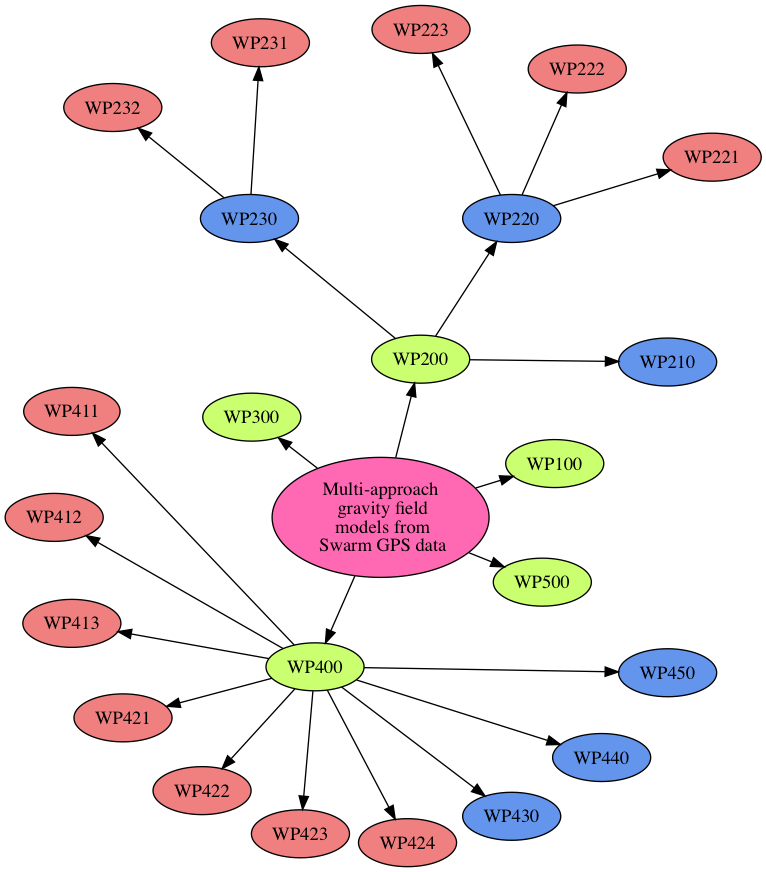 WP223
WP231
WP222
WP232
WP221
WP230
WP220
WP200
WP210
WP411
WP300
WP100
Multi-approach
gravity field
models from
Swarm GPS data
WP412
WP500
WP413
WP400
WP450
WP421
WP440
WP422
WP430
WP423
WP424